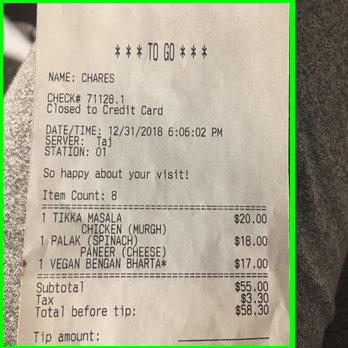 *** TO GO ***
NAME: CHARES
CHECK# 71128.1
Closed to Credit Card
DATE/TIME: 12/31/2018 6:06:02 PM
SERVER: Taj
STATION: 01
So happy about your visit!
Item Count: 8
1 TIKKA MASALA $20.00
CHICKEN (MURGH)
1 PALAK (SPINACH) $18.00
PANEER (CHEESE)
1 VEGAN BENGAN BHARTA* $17.00
Subtotal $55.00
Tax $3.30
Total before tip: $58.30
Tip amount: